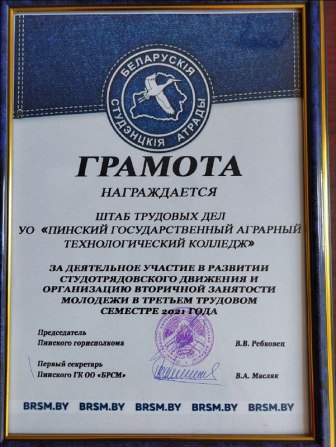 БЕЛАРУСКІЯ
СТУДЭНЦКІЯ АТРАДЫ
ГРАМОТА
НАГРАЖДАЕТСЯ
ШТАБ ТРУДОВЫХ ДЕЛ
УО «ПИНСКИЙ ГОСУДАРСТВЕННЫЙ АГРАРНЫЙ
ТЕХНОЛОГИЧЕСКИЙ КОЛЛЕДЖ»
ЗА ДЕЯТЕЛЬНОЕ УЧАСТИЕ В РАЗВИТИИ
СТУДОТРЯДОВСКОГО ДВИЖЕНИЯ И
ОРГАНИЗАЦИЮ ВТОРИЧНОЙ ЗАНЯТОСТИ
МОЛОДЕЖИ В ТРЕТЬЕМ ТРУДОВОМ
СЕМЕСТРЕ 2021 ГОДА
Председатель
Пинского горисполкома В.В. Ребковец
Первый секретарь
Пинского ГК ОО «БРСМ» В.А. Масляк
BRSM.BY BRSM.BY BRSM.BY BRSM.BY BRSM.BY